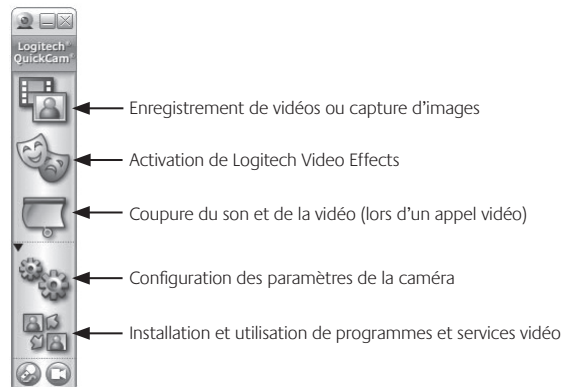 Logitech®
QuickCam®
Enregistrement de vidéos ou capture d'images
Activation de Logitech Video Effects
Coupure du son et de la vidéo (lors d'un appel vidéo)
Configuration des paramètres de la caméra
Installation et utilisation de programmes et services vidéo